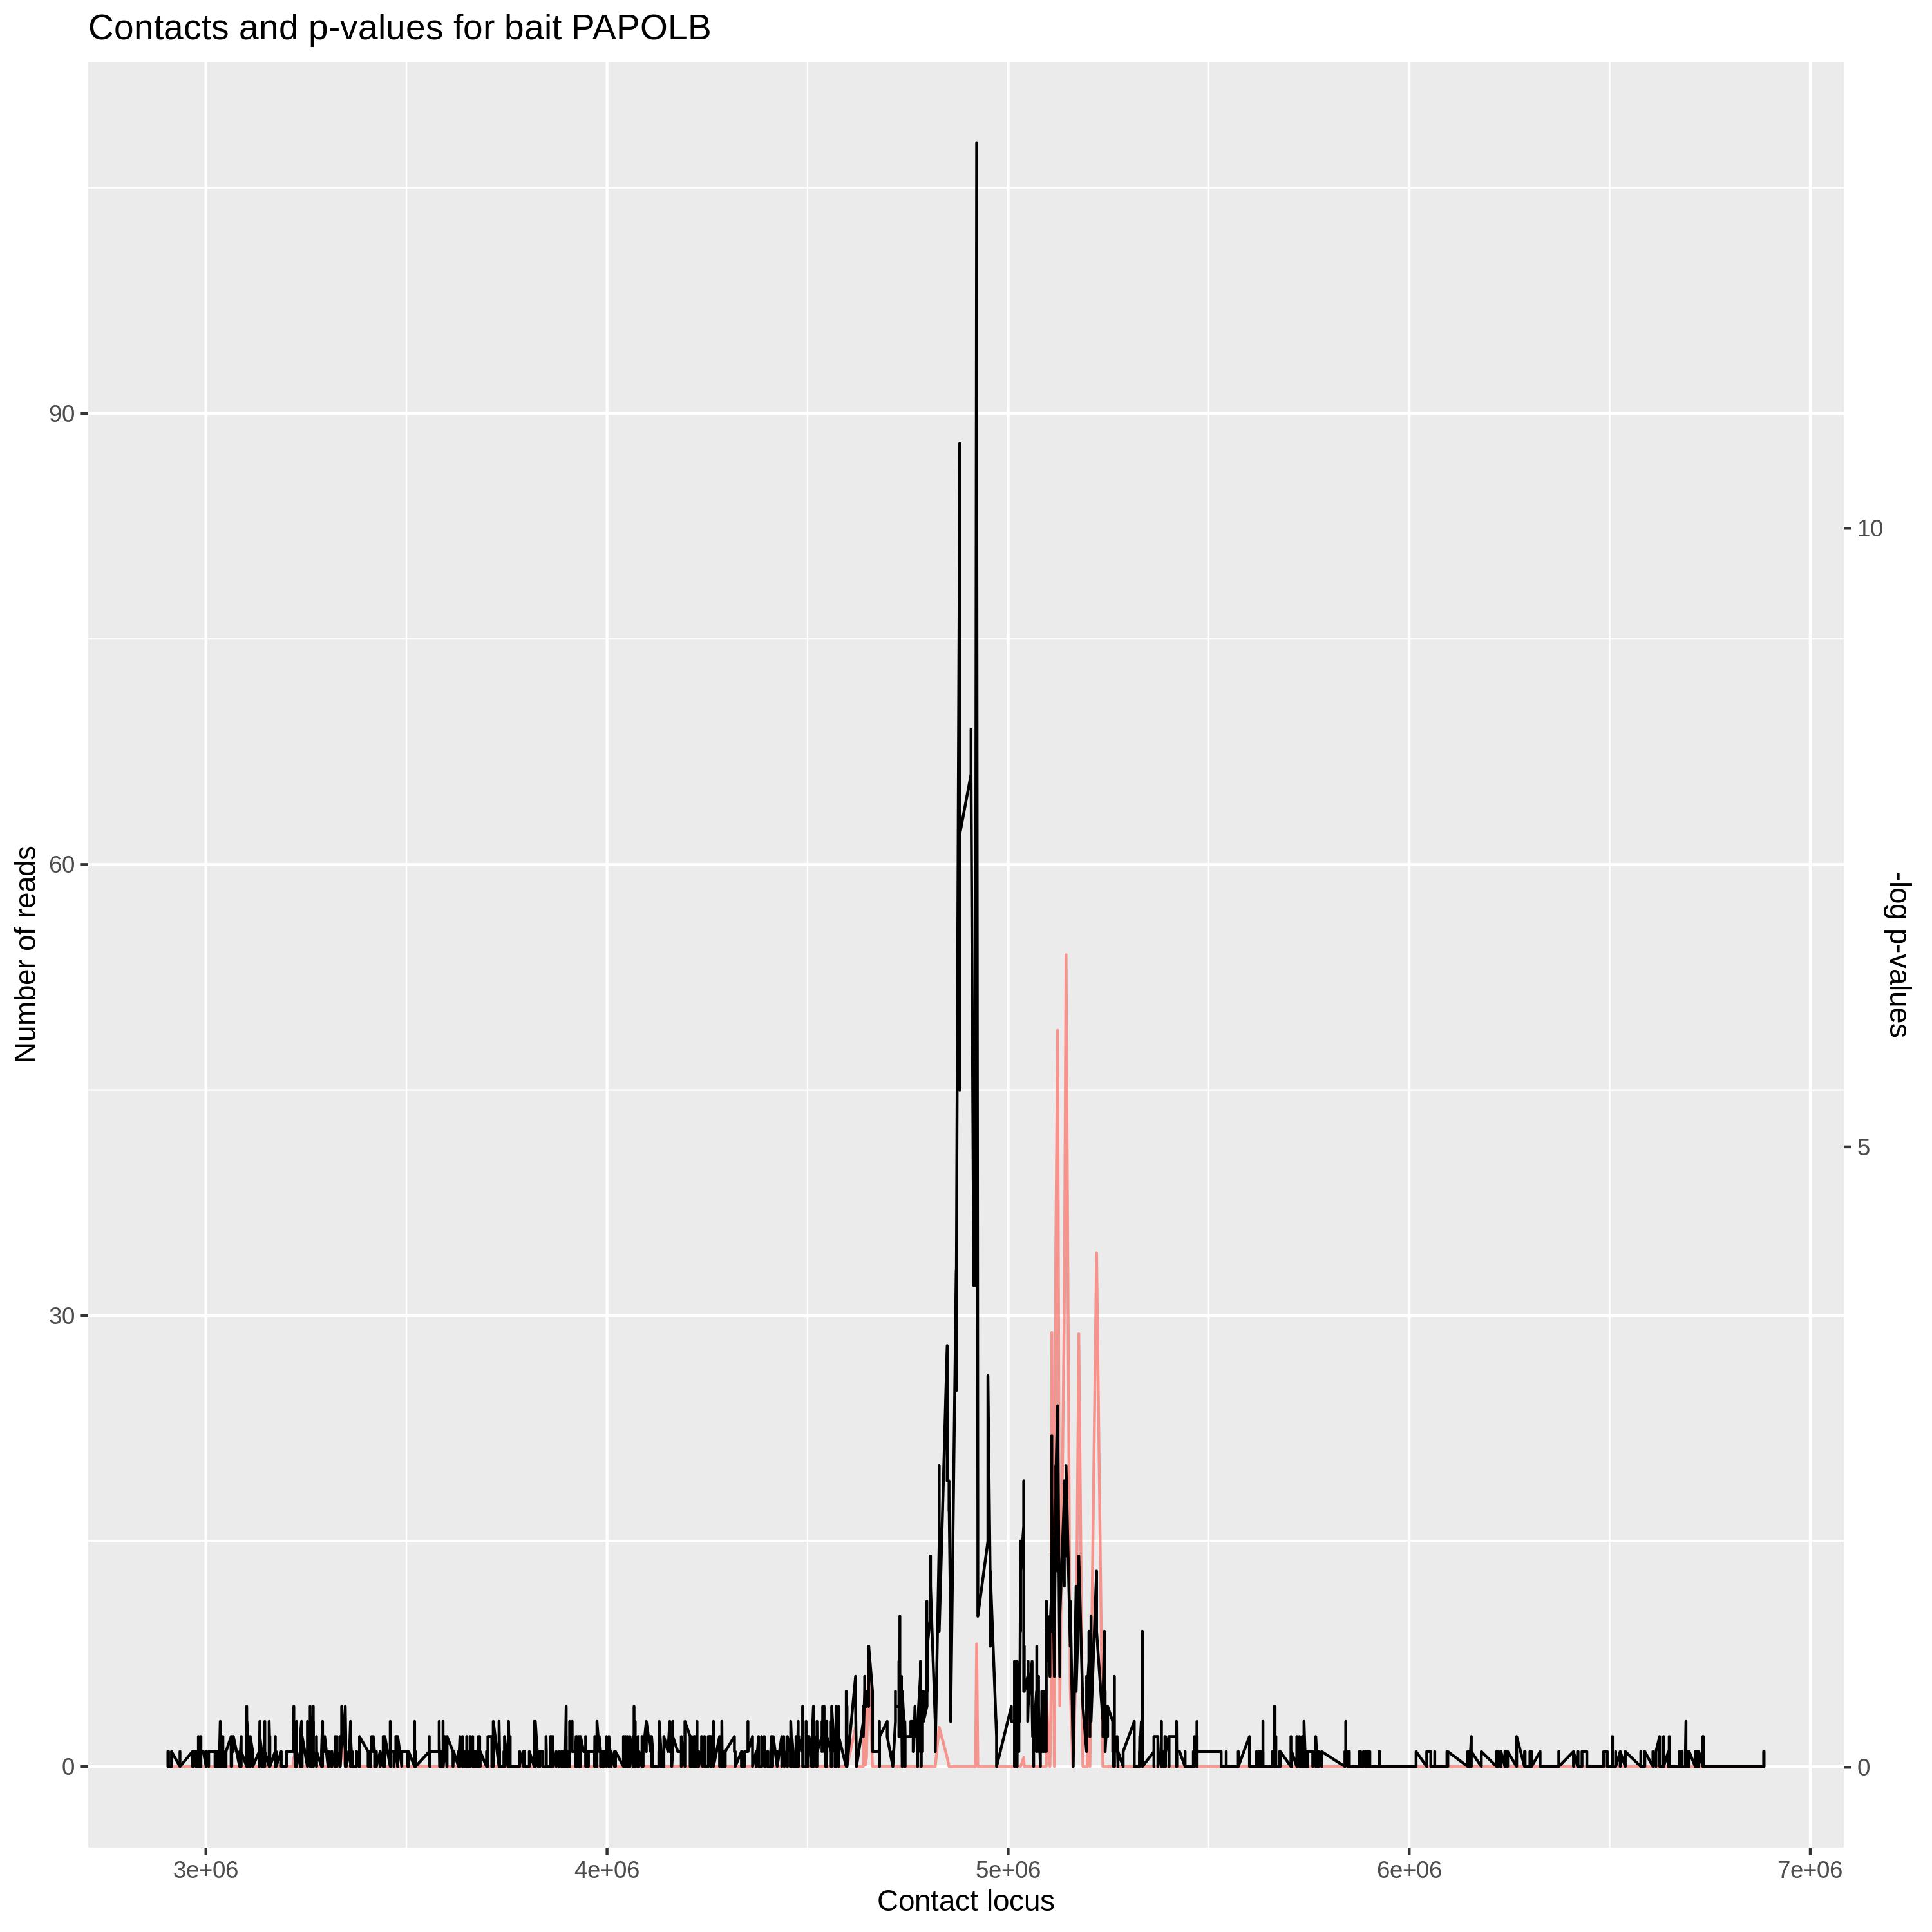 Contacts and p-values for bait PAPOLB
Number of reads
90
60
30
0
10
5
0
-log p-values
3e+06
4e+06
5e+06
6e+06
7e+06
Contact locus